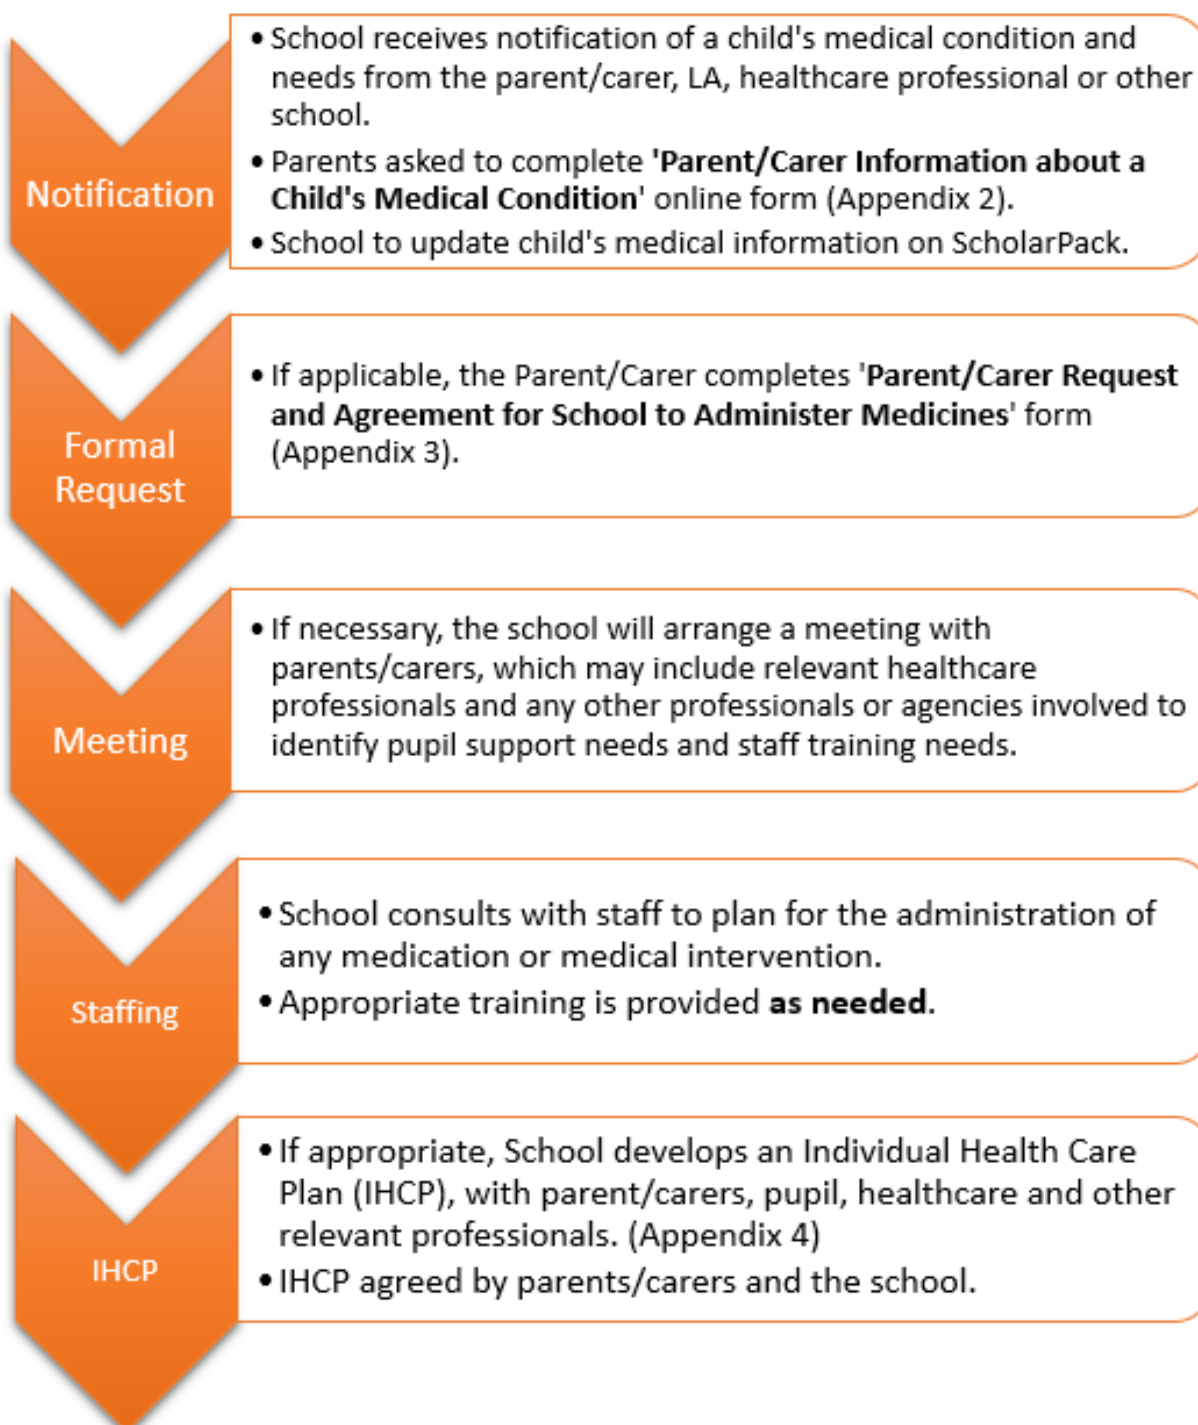 Notification
• School receives notification of a child's medical condition and
needs from the parent/carer, LA, healthcare professional or other
school.
• Parents asked to complete 'Parent/Carer Information about a
Child's Medical Condition' online form (Appendix 2).
• School to update child's medical information on ScholarPack.
Formal
Request
• If applicable, the Parent/Carer completes 'Parent/Carer Request
and Agreement for School to Administer Medicines' form
(Appendix 3).
Meeting
• If necessary, the school will arrange a meeting with
parents/carers, which may include relevant healthcare
professionals and any other professionals or agencies involved to
identify pupil support needs and staff training needs.
Staffing
• School consults with staff to plan for the administration of
any medication or medical intervention.
• Appropriate training is provided as needed.
IHCP
• If appropriate, School develops an Individual Health Care
Plan (IHCP), with parent/carers, pupil, healthcare and other
relevant professionals. (Appendix 4)
• IHCP agreed by parents/carers and the school.